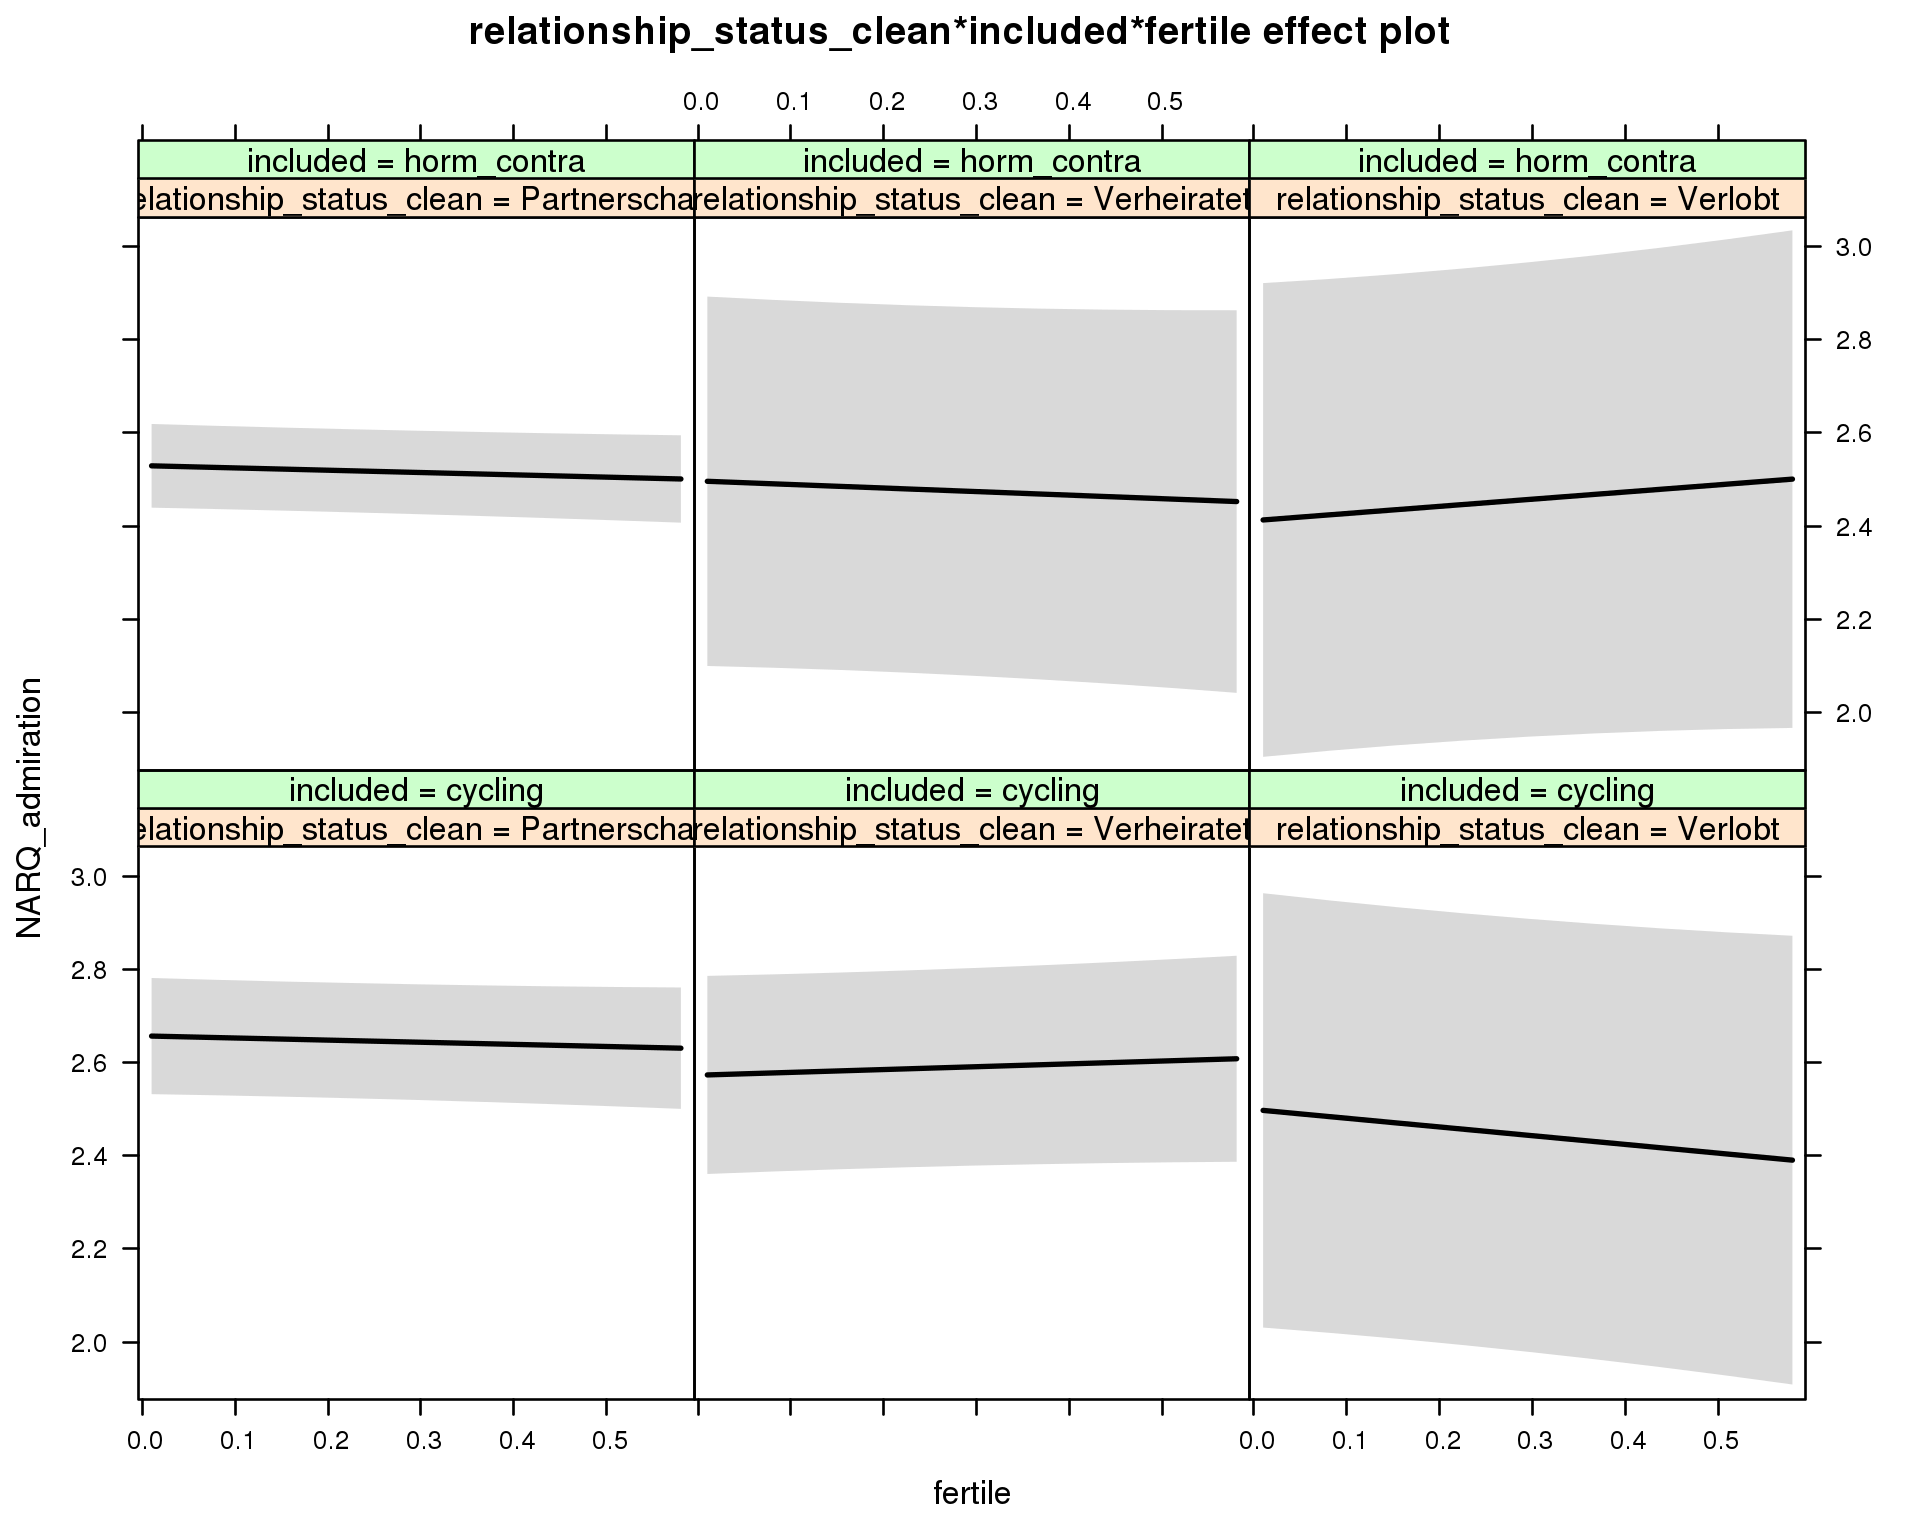 relationship_status_clean*included*fertile effect plot
0.0 0.1 0.2 0.3 0.4 0.5
included = horm_contra included = horm_contra included = horm_contra
elationship_status_clean = Partnerscha relationship_status_clean = Verheiratet relationship_status_clean = Verlobt
3.0
2.8
2.6
2.4
2.2
2.0
NARQ_admiration
included = cycling included = cycling included = cycling
elationship_status_clean = Partnerscha relationship_status_clean = Verheiratet relationship_status_clean = Verlobt
3.0
2.8
2.6
2.4
2.2
2.0
0.0 0.1 0.2 0.3 0.4 0.5 0.0 0.1 0.2 0.3 0.4 0.5
fertile